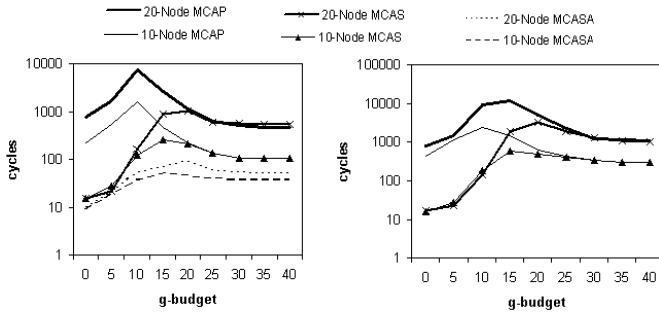 20-Node MCAP 20-Node MCAS 20-Node MCASA
10-Node MCAP 10-Node MCAS 10-Node MCASA
10000
1000
100
10
1
cycles
0 5 10 15 20 25 30 35 40
g-budget
100000
10000
1000
100
10
1
cycles
0 5 10 15 20 25 30 35 40
g-budget